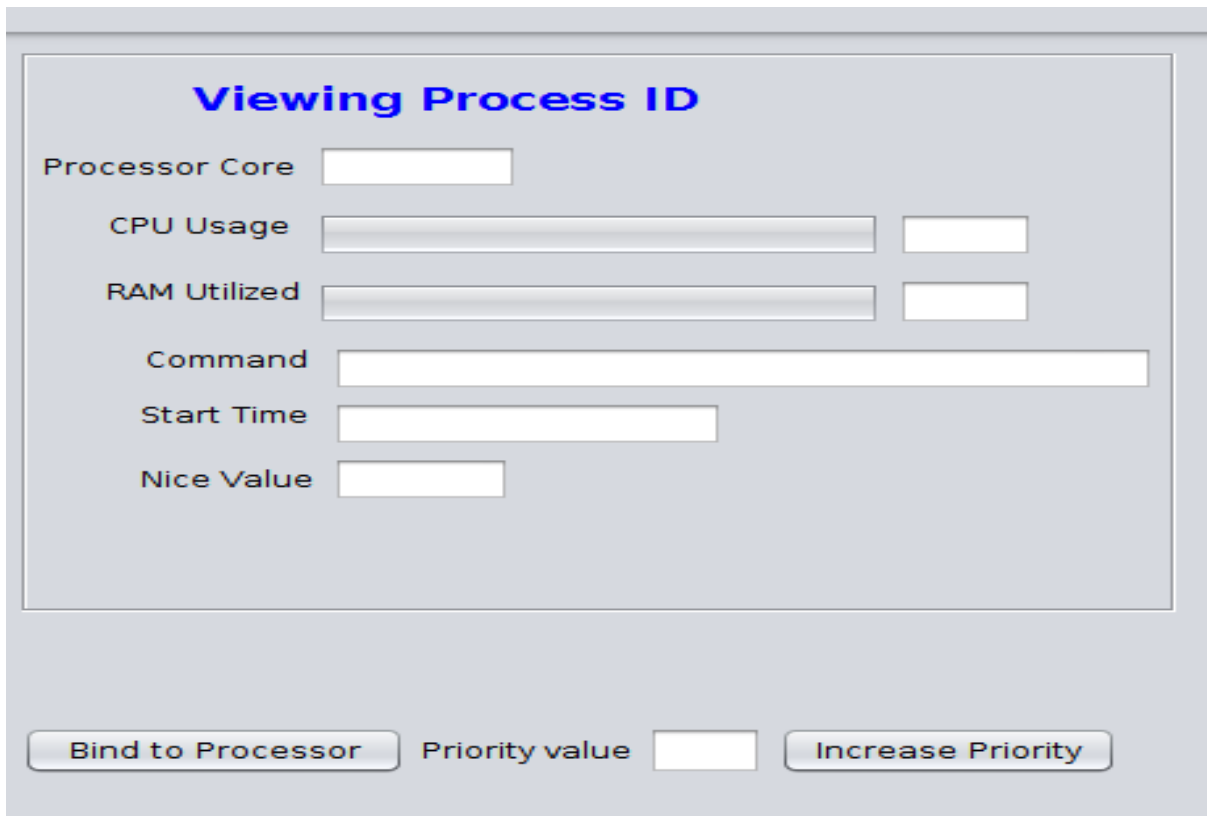 Viewing Process ID
Processor Core
CPU Usage
RAM Utilized
Command
Start Time
Nice Value
Bind to Processor Priority value Increase Priority